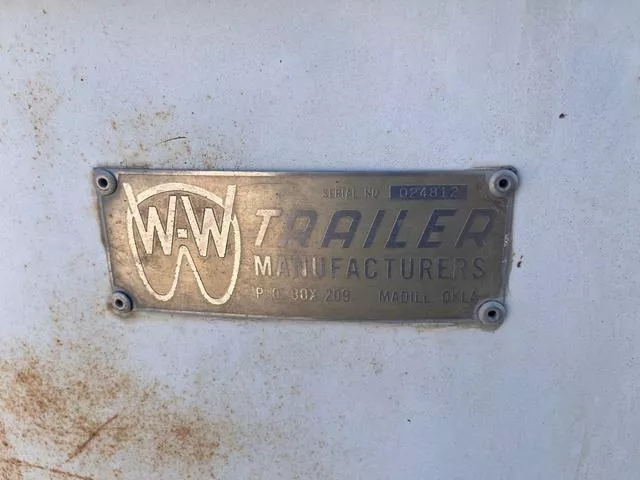 SERIAL NO 024812
W-W TRAILER
MANUFACTURERS
P O BOX 209 MADILL OKLA